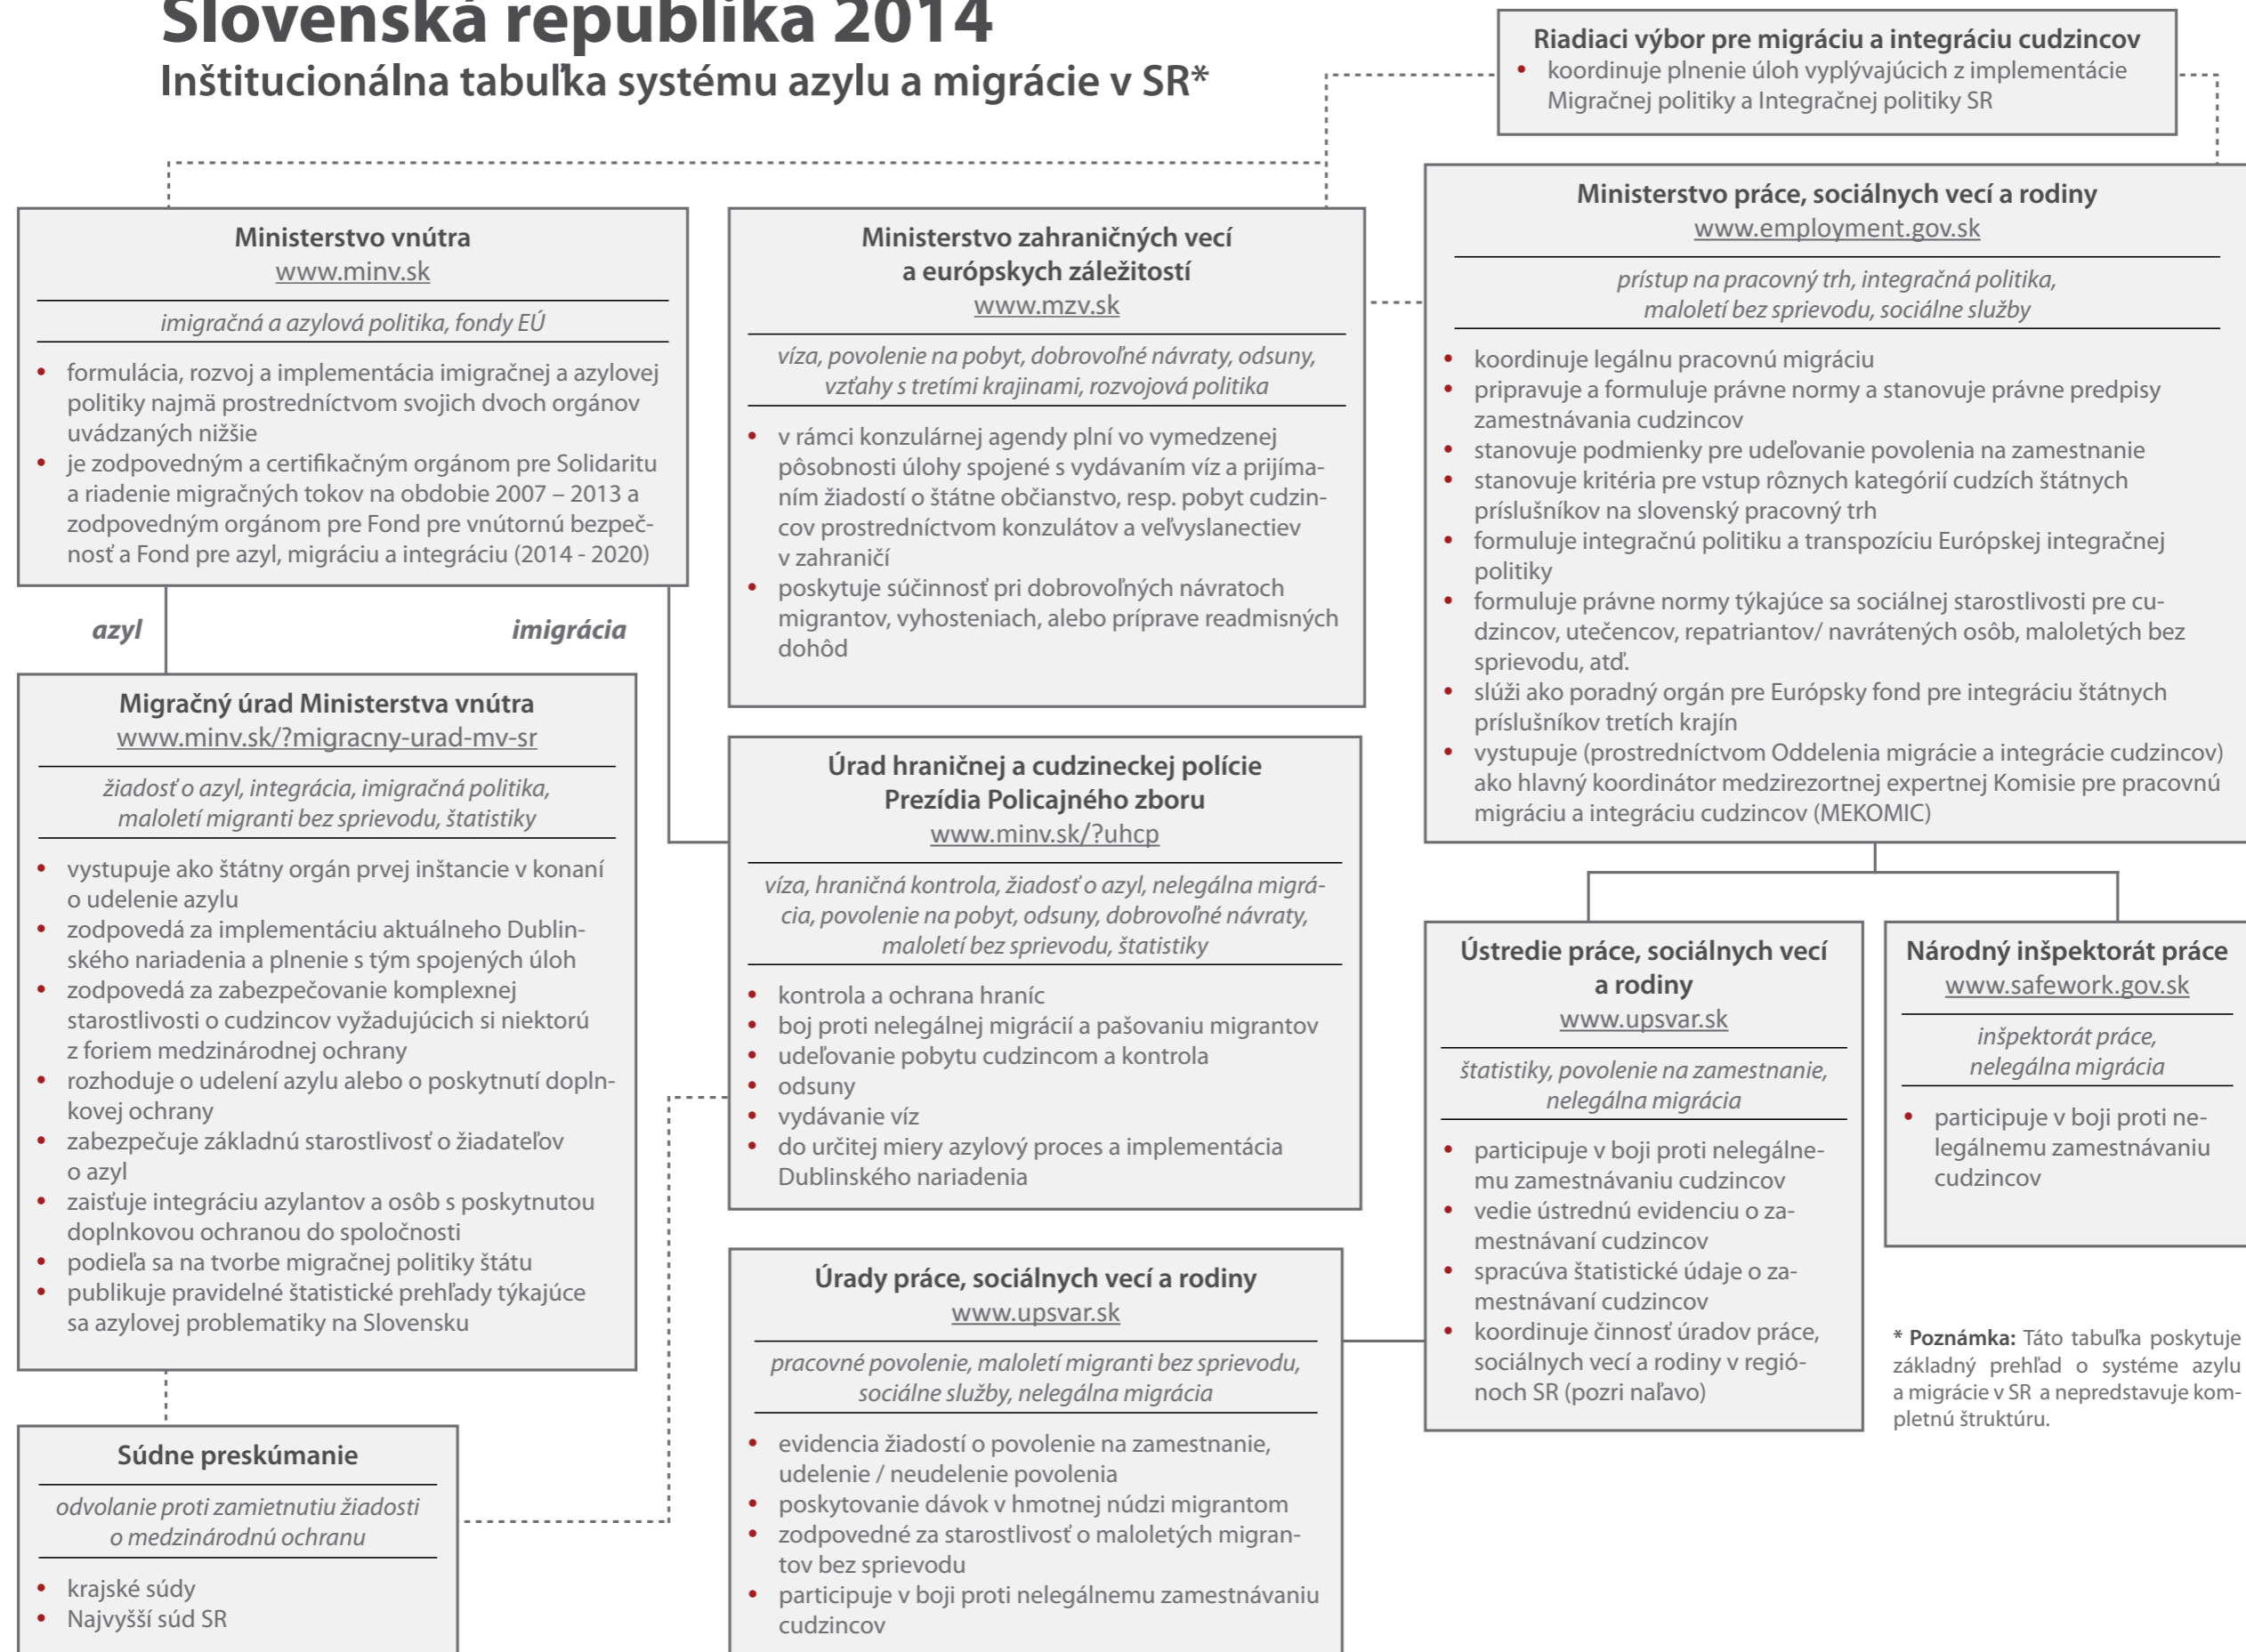 Slovenská republika 2014
Inštitucionálna tabuľka systému azylu a migrácie v SR*
Riadiaci výbor pre migráciu a integráciu cudzincov
• koordinuje plnenie úloh vyplývajúcich z implementácie
Migračnej politiky a Integračnej politiky SR
Ministerstvo vnútra
www.minv.sk
imigračná a azylová politika, fondy EÚ
• formulácia, rozvoj a implementácia imigračnej a azylovej
politiky najmä prostredníctvom svojich dvoch orgánov
uvádzaných nižšie
• je zodpovedným a certifikačným orgánom pre Solidaritu
a riadenie migračných tokov na obdobie 2007 – 2013 a
zodpovedným orgánom pre Fond pre vnútornú bezpeč-
nosť a Fond pre azyl, migráciu a integráciu (2014 - 2020)
azyl
imigrácia
Ministerstvo zahraničných vecí
a európskych záležitostí
www.mzv.sk
víza, povolenie na pobyt, dobrovoľné návraty, odsuny,
vzťahy s tretími krajinami, rozvojová politika
• v rámci konzulárnej agendy plní vo vymedzenej
pôsobnosti úlohy spojené s vydávaním víz a prijíma-
ním žiadostí o štátne občianstvo, resp. pobyt cudzin-
cov prostredníctvom konzulátov a veľvyslanectiev
v zahraničí
• poskytuje súčinnosť pri dobrovoľných návratoch
migrantov, vyhosteniach, alebo príprave readmisných
dohôd
Ministerstvo práce, sociálnych vecí a rodiny
www.employment.gov.sk
prístup na pracovný trh, integračná politika,
maloletí bez sprievodu, sociálne služby
• koordinuje legálnu pracovnú migráciu
• pripravuje a formuluje právne normy a stanovuje právne predpisy
zamestnávania cudzincov
• stanovuje podmienky pre udeľovanie povolenia na zamestnanie
• stanovuje kritéria pre vstup rôznych kategórií cudzích štátnych
príslušníkov na slovenský pracovný trh
• formuluje integračnú politiku a transpozíciu Európskej integračnej
politiky
• formuluje právne normy týkajúce sa sociálnej starostlivosti pre cu-
dzincov, utečencov, repatriantov/ navrátených osôb, maloletých bez
sprievodu, atď.
• slúži ako poradný orgán pre Európsky fond pre integráciu štátnych
príslušníkov tretích krajín
• vystupuje (prostredníctvom Oddelenia migrácie a integrácie cudzincov)
ako hlavný koordinátor medzirezortnej expertnej Komisie pre pracovnú
migráciu a integráciu cudzincov (MEKOMIC)
Migračný úrad Ministerstva vnútra
www.minv.sk/?migracny-urad-mv-sr
žiadosť o azyl, integrácia, imigračná politika,
maloletí migranti bez sprievodu, štatistiky
• vystupuje ako štátny orgán prvej inštancie v konaní
o udelenie azylu
• zodpovedá za implementáciu aktuálneho Dublin-
ského nariadenia a plnenie s tým spojených úloh
• zodpovedá za zabezpečovanie komplexnej
starostlivosti o cudzincov vyžadujúcich si niektorú
z foriem medzinárodnej ochrany
• rozhoduje o udelení azylu alebo o poskytnutí dopln-
kovej ochrany
• zabezpečuje základnú starostlivosť o žiadateľov
o azyl
• zaisťuje integráciu azylantov a osôb s poskytnutou
doplnkovou ochranou do spoločnosti
• podieľa sa na tvorbe migračnej politiky štátu
• publikuje pravidelné štatistické prehľady týkajúce
sa azylovej problematiky na Slovensku
Úrad hraničnej a cudzineckej polície
Prezídia Policajného zboru
www.minv.sk/?uhcp
víza, hraničná kontrola, žiadosť o azyl, nelegálna migrá-
cia, povolenie na pobyt, odsuny, dobrovoľné návraty,
maloletí bez sprievodu, štatistiky
• kontrola a ochrana hraníc
• boj proti nelegálnej migrácií a pašovaniu migrantov
• udeľovanie pobytu cudzincom a kontrola
• odsuny
• vydávanie víz
• do určitej miery azylový proces a implementácia
Dublinského nariadenia
Ústredie práce, sociálnych vecí
a rodiny
www.upsvar.sk
štatistiky, povolenie na zamestnanie,
nelegálna migrácia
• participuje v boji proti nelegálne-
mu zamestnávaniu cudzincov
• vedie ústrednú evidenciu o za-
mestnávaní cudzincov
• spracúva štatistické údaje o za-
mestnávaní cudzincov
• koordinuje činnosť úradov práce,
sociálnych vecí a rodiny v regió-
noch SR (pozri naľavo)
Národný inšpektorát práce
www.safework.gov.sk
inšpektorát práce,
nelegálna migrácia
• participuje v boji proti ne-
legálnemu zamestnávaniu
cudzincov
Úrady práce, sociálnych vecí a rodiny
www.upsvar.sk
pracovné povolenie, maloletí migranti bez sprievodu,
sociálne služby, nelegálna migrácia
• evidencia žiadostí o povolenie na zamestnanie,
udelenie / neudelenie povolenia
• poskytovanie dávok v hmotnej núdzi migrantom
• zodpovedné za starostlivosť o maloletých migran-
tov bez sprievodu
• participuje v boji proti nelegálnemu zamestnávaniu
cudzincov
Súdne preskúmanie
odvolanie proti zamietnutiu žiadosti
o medzinárodnú ochranu
• krajské súdy
• Najvyšší súd SR
* Poznámka: Táto tabuľka poskytuje
základný prehľad o systéme azylu
a migrácie v SR a nepredstavuje kom-
pletnú štruktúru.